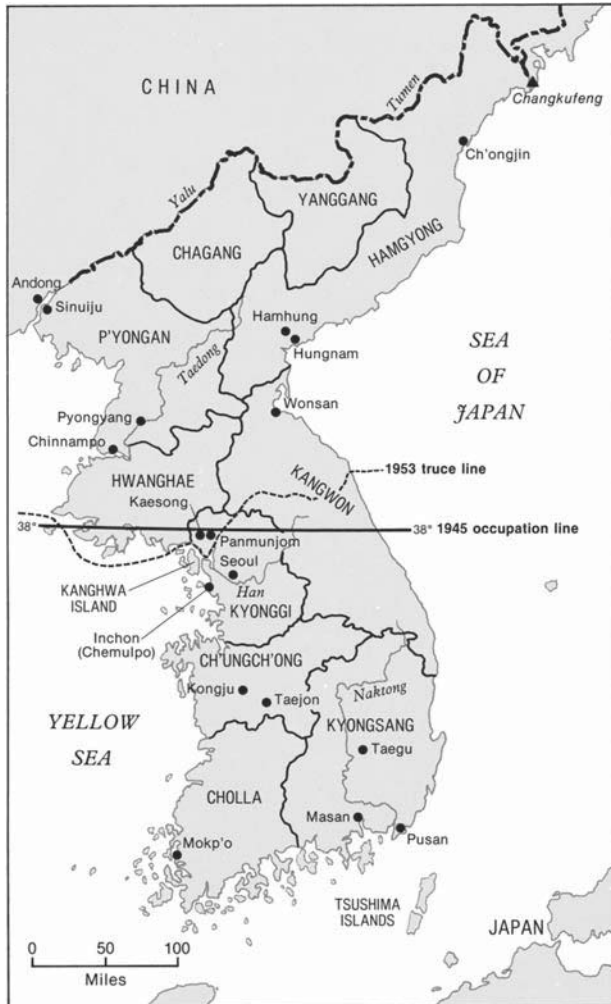 CHINA
Tumen
Changkufeng
Ch'ongjin
YANGGANG
Yalu
CHAGANG
HAMGYONG
Andong
Sinuiju
P'YONGAN
Hamhung
Hungnam
Taedong
SEA
OF
JAPAN
Wonsan
Pyongyang
Chinnampo
HWANGHAE
KANGWON
1953 truce line
Kaesong
38°
38° 1945 occupation line
Panmunjom
Seoul
KANGHWA
ISLAND
Han
KYONGGI
Inchon
(Chemulpo)
CH'UNGCH'ONG
Kongju
Taejon
Naktong
KYONGSANG
Taegu
YELLOW
SEA
CHOLLA
Masan
Pusan
Mokp'o
TSUSHIMA
ISLANDS
JAPAN
0 50 100
Miles